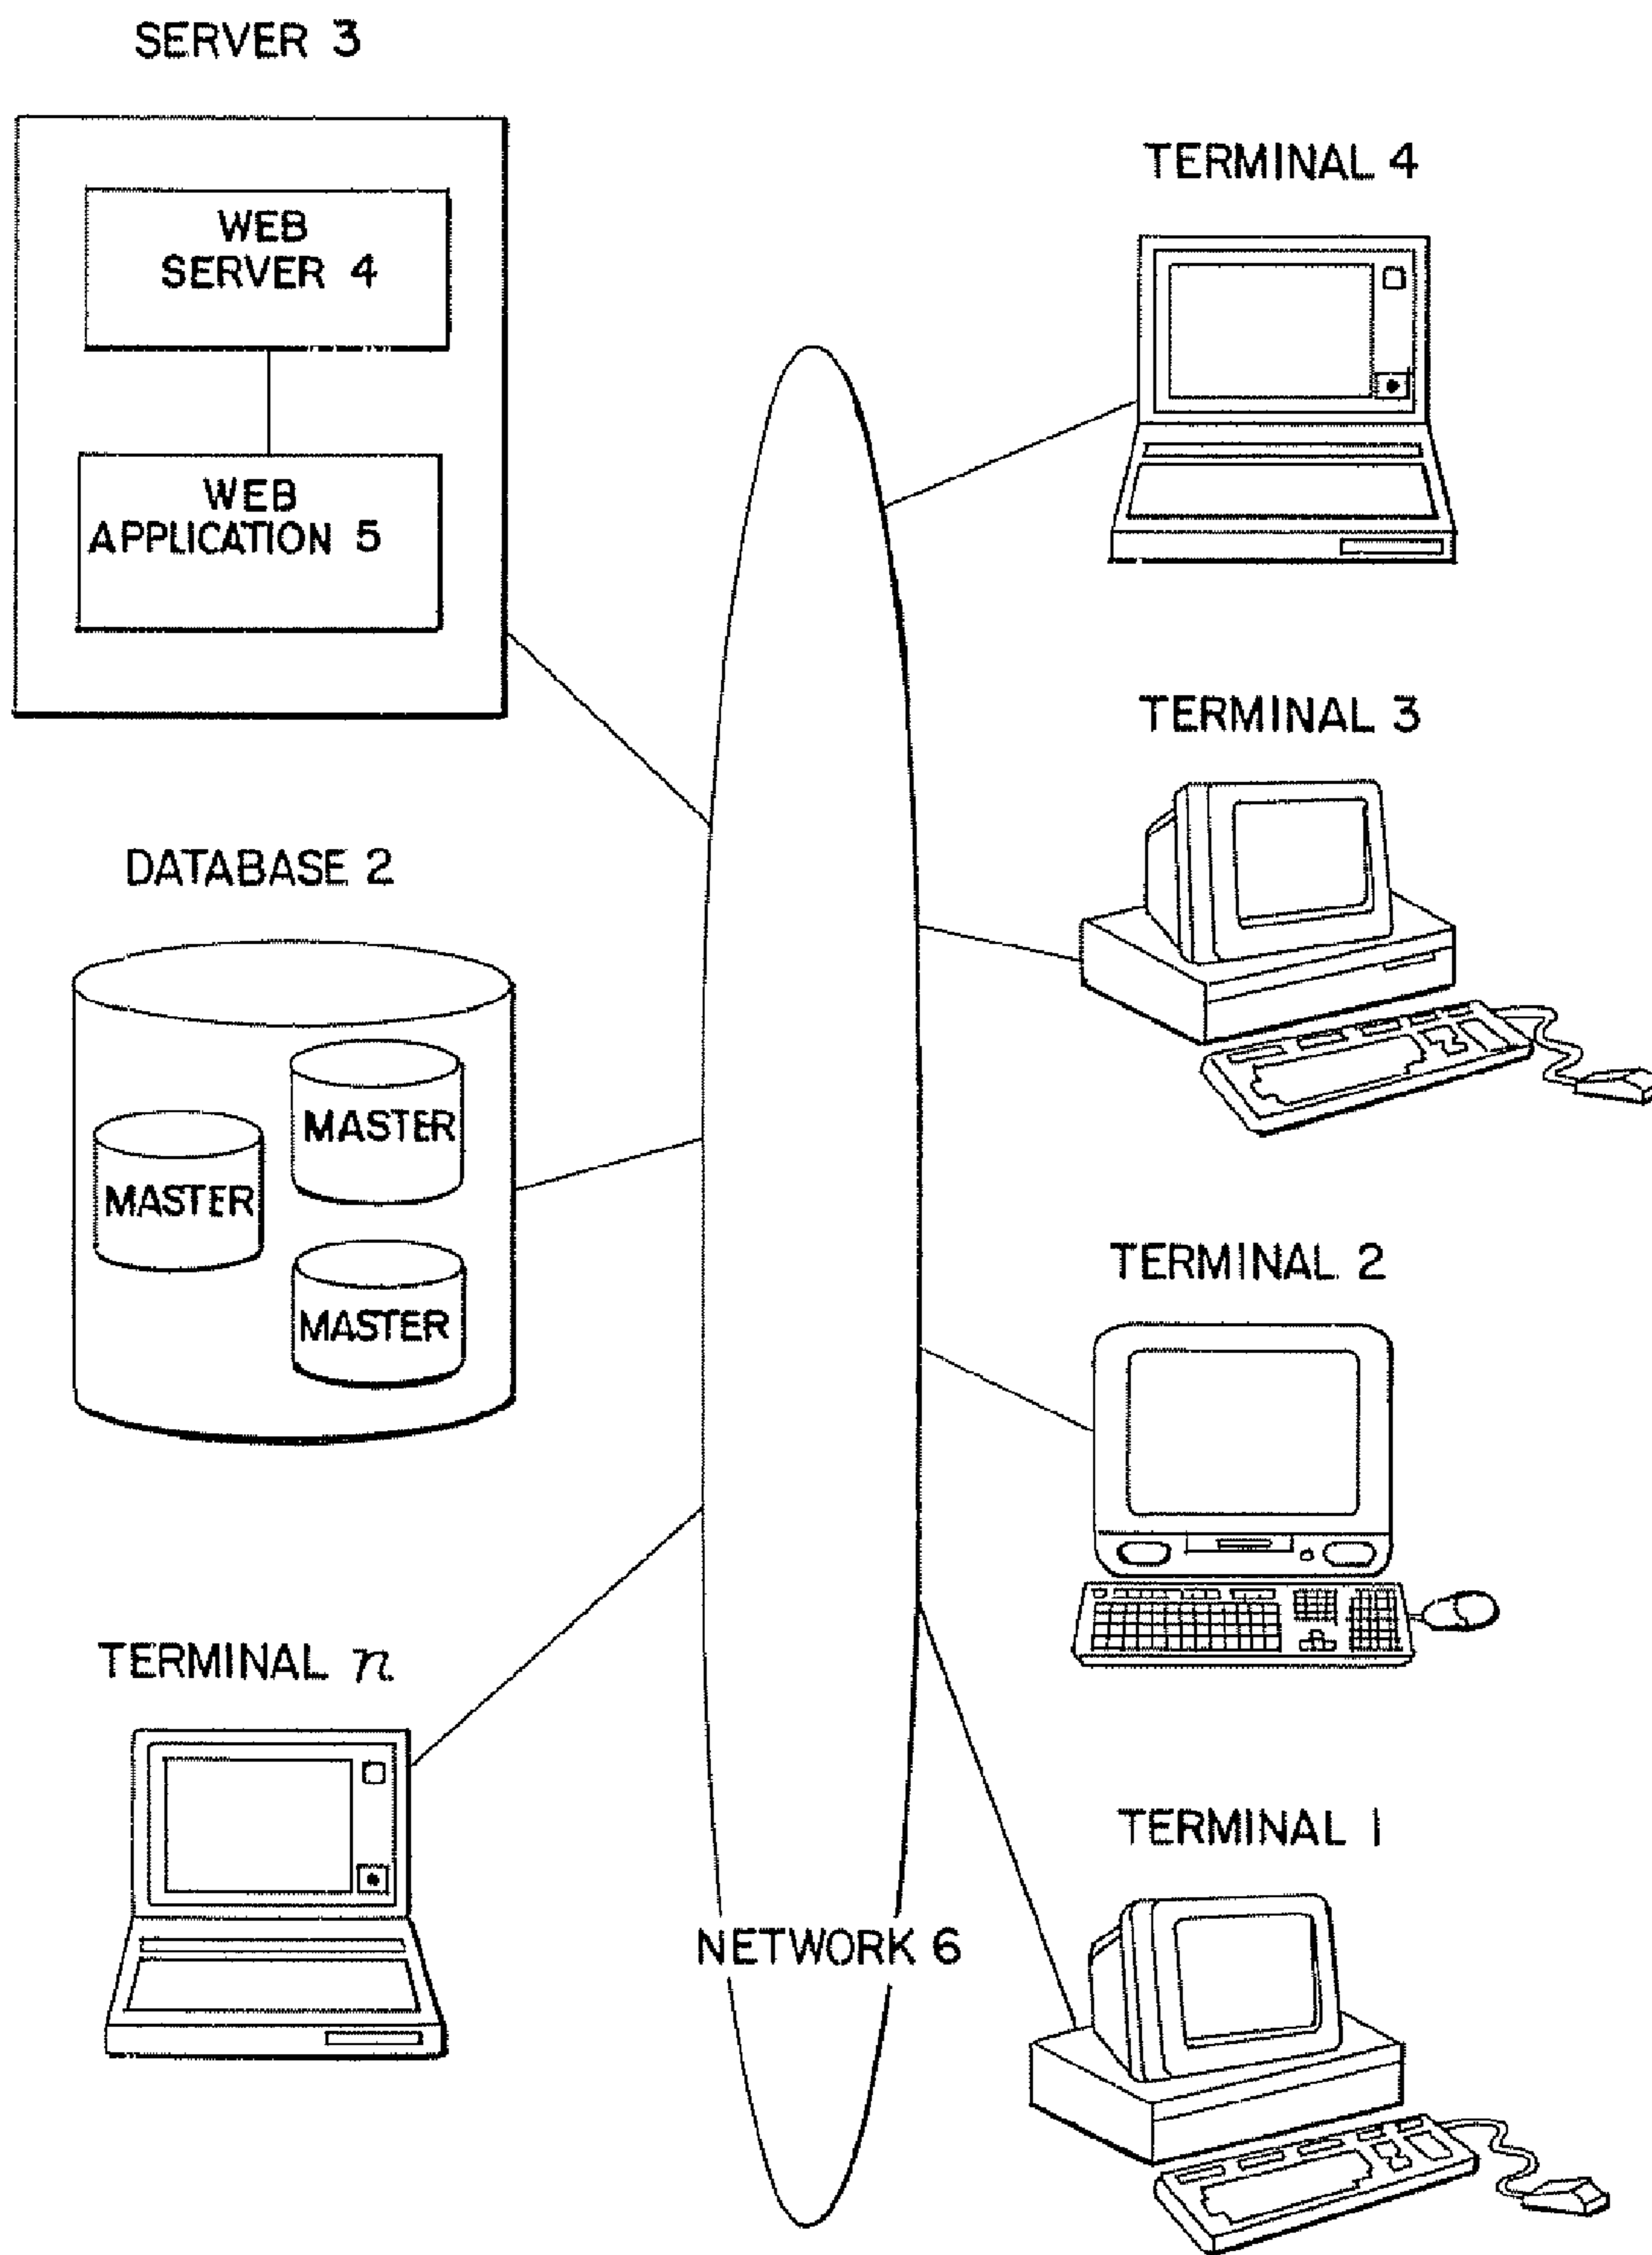 SERVER 3
WEB
SERVER 4
WEB
APPLICATION 5
DATABASE 2
MASTER
MASTER
MASTER
TERMINAL n
NETWORK 6
TERMINAL 4
TERMINAL 3
TERMINAL 2
TERMINAL 1